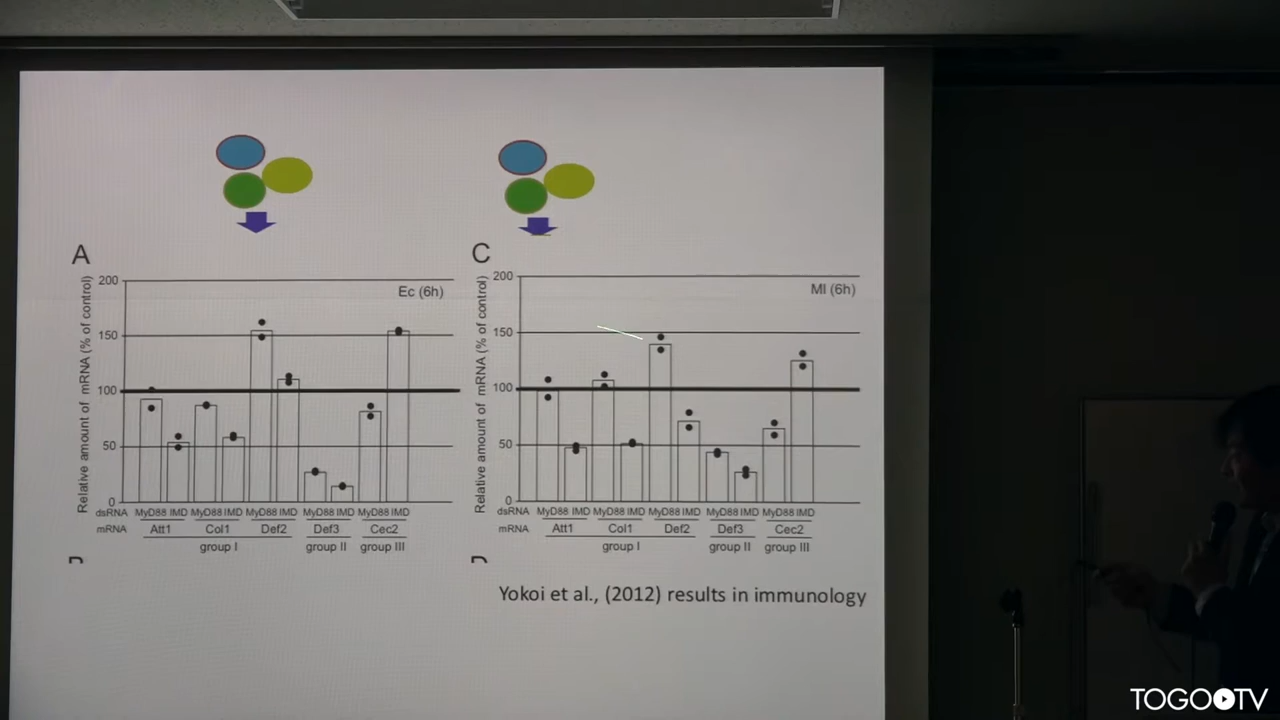 A
Relative amount of mRNA (% of control)
200
150
100
50
0
Ec (6h)
dsRNA MyD88 IMD MyD88 IMD MyD88 IMD MyD88 IMD MyD88 IMD
mRNA Att1 Col1 Def2 Def3 Cec2
group I group II group III
C
Relative amount of mRNA (% of control)
200
150
100
50
0
Ml (6h)
dsRNA MyD88 IMD MyD88 IMD MyD88 IMD MyD88 IMD MyD88 IMD
mRNA Att1 Col1 Def2 Def3 Cec2
group I group II group III
Yokoi et al., (2012) results in immunology
TOGOTV